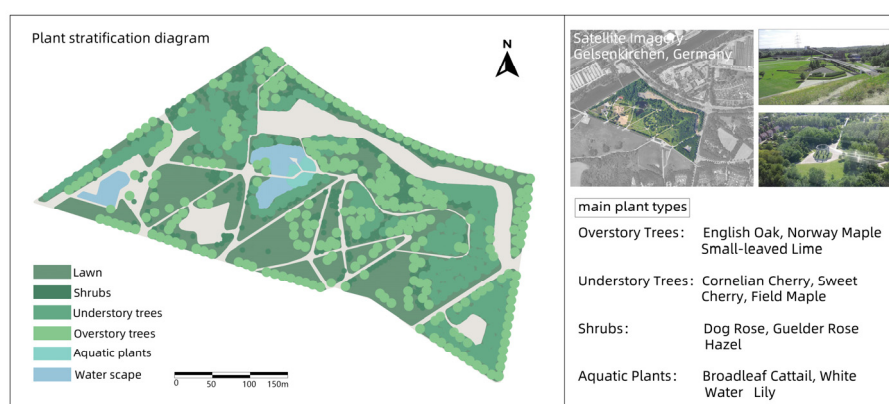 Plant stratification diagram
N
Lawn
Shrubs
Understory trees
Overstory trees
Aquatic plants
Water scape
0 50 100 150m
Satellite Imagery:
Gelsenkirchen, Germany
main plant types
Overstory Trees: English Oak, Norway Maple
Small-leaved Lime
Understory Trees: Cornelian Cherry, Sweet
Cherry, Field Maple
Shrubs: Dog Rose, Guelder Rose
Hazel
Aquatic Plants: Broadleaf Cattail, White
Water Lily